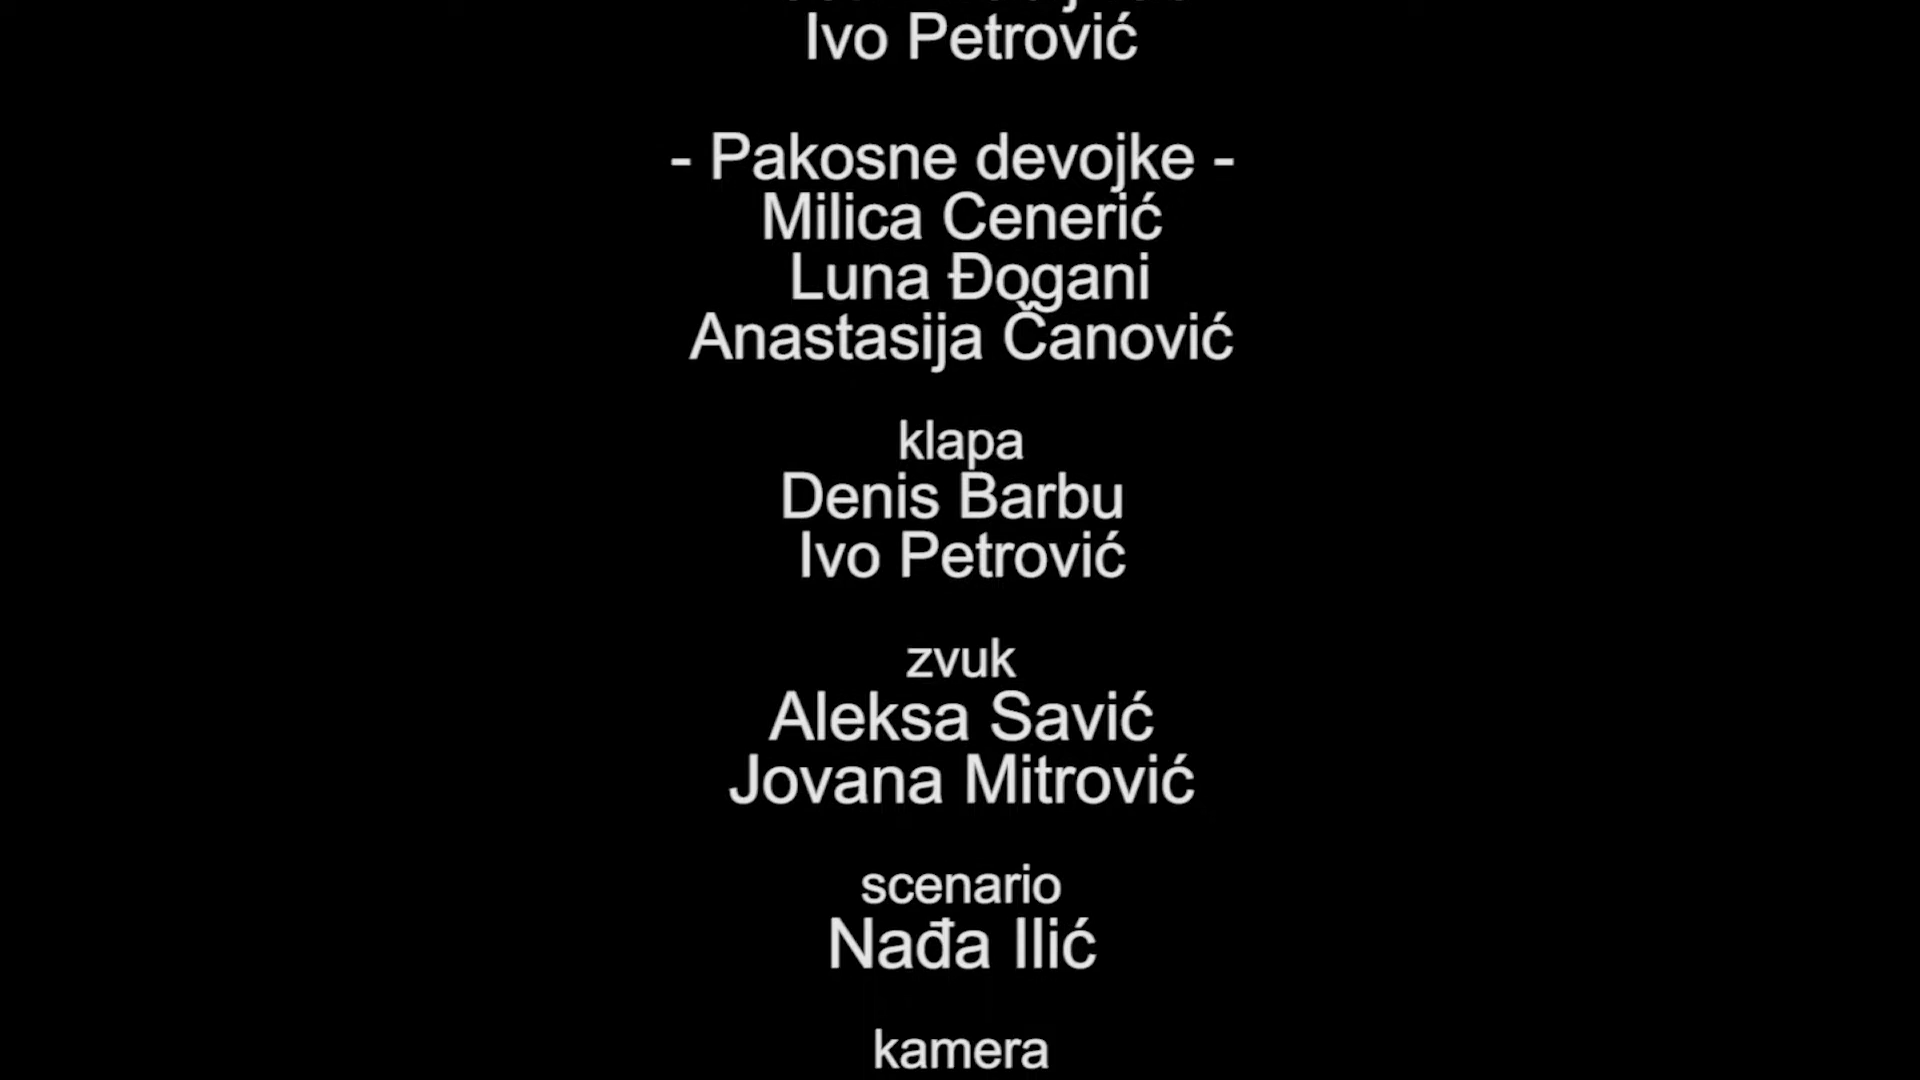 Ivo Petrović
- Pakosne devojke -
Milica Cenerić
Luna Đogani
Anastasija Čanović
klapa
Denis Barbu
Ivo Petrović
zvuk
Aleksa Savić
Jovana Mitrović
scenario
Nađa Ilić
kamera